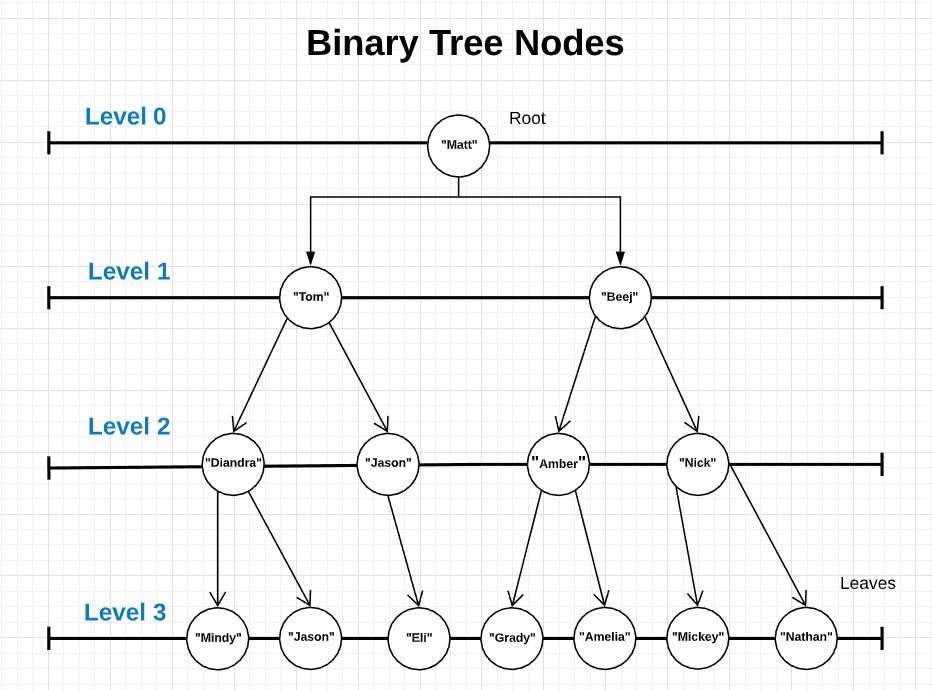 Binary Tree Nodes
Level 0
Root
"Matt"
Level 1
"Tom"
"Beej"
Level 2
"Diandra"
"Jason"
"Amber"
"Nick"
Leaves
Level 3
"Mindy"
"Jason"
"Eli"
"Grady"
"Amelia"
"Mickey"
"Nathan"